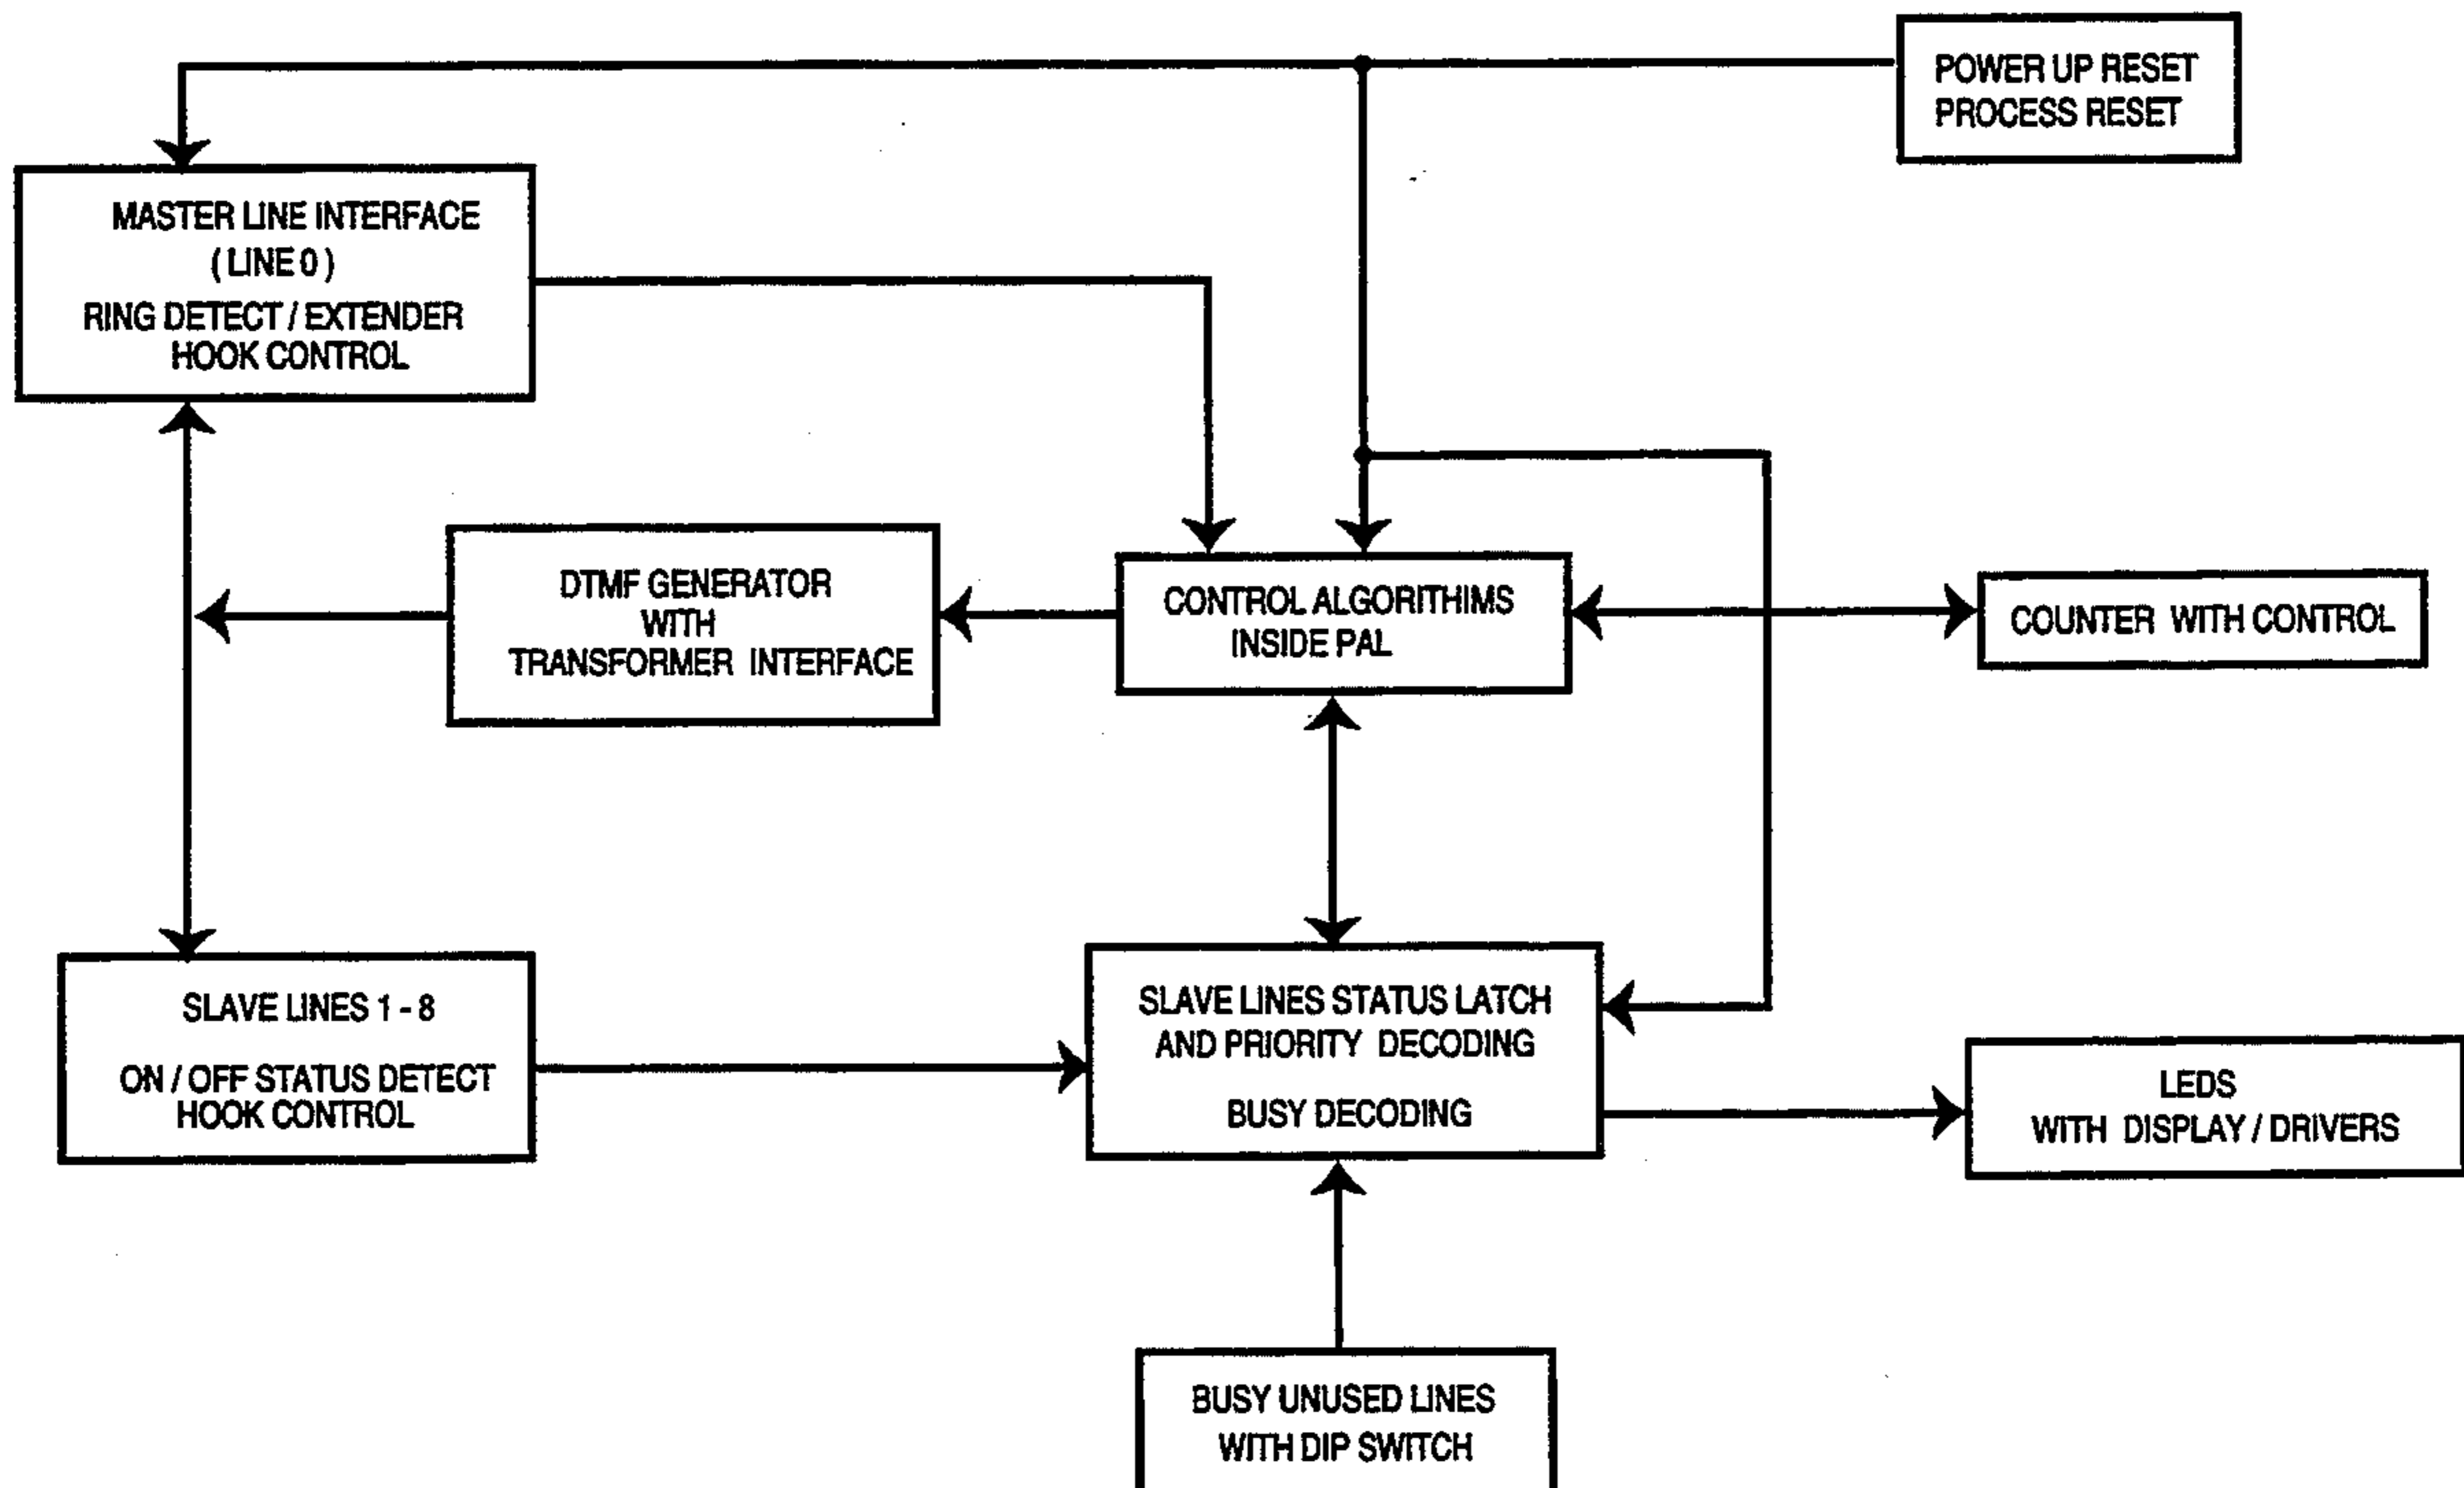 POWER UP RESET
PROCESS RESET
MASTER LINE INTERFACE
( LINE 0 )
RING DETECT / EXTENDER
HOOK CONTROL
DTMF GENERATOR
WITH
TRANSFORMER INTERFACE
CONTROL ALGORITHIMS
INSIDE PAL
COUNTER WITH CONTROL
SLAVE LINES 1 - 8
ON / OFF STATUS DETECT
HOOK CONTROL
SLAVE LINES STATUS LATCH
AND PRIORITY DECODING
BUSY DECODING
LEDS
WITH DISPLAY / DRIVERS
BUSY UNUSED LINES
WITH DIP SWITCH